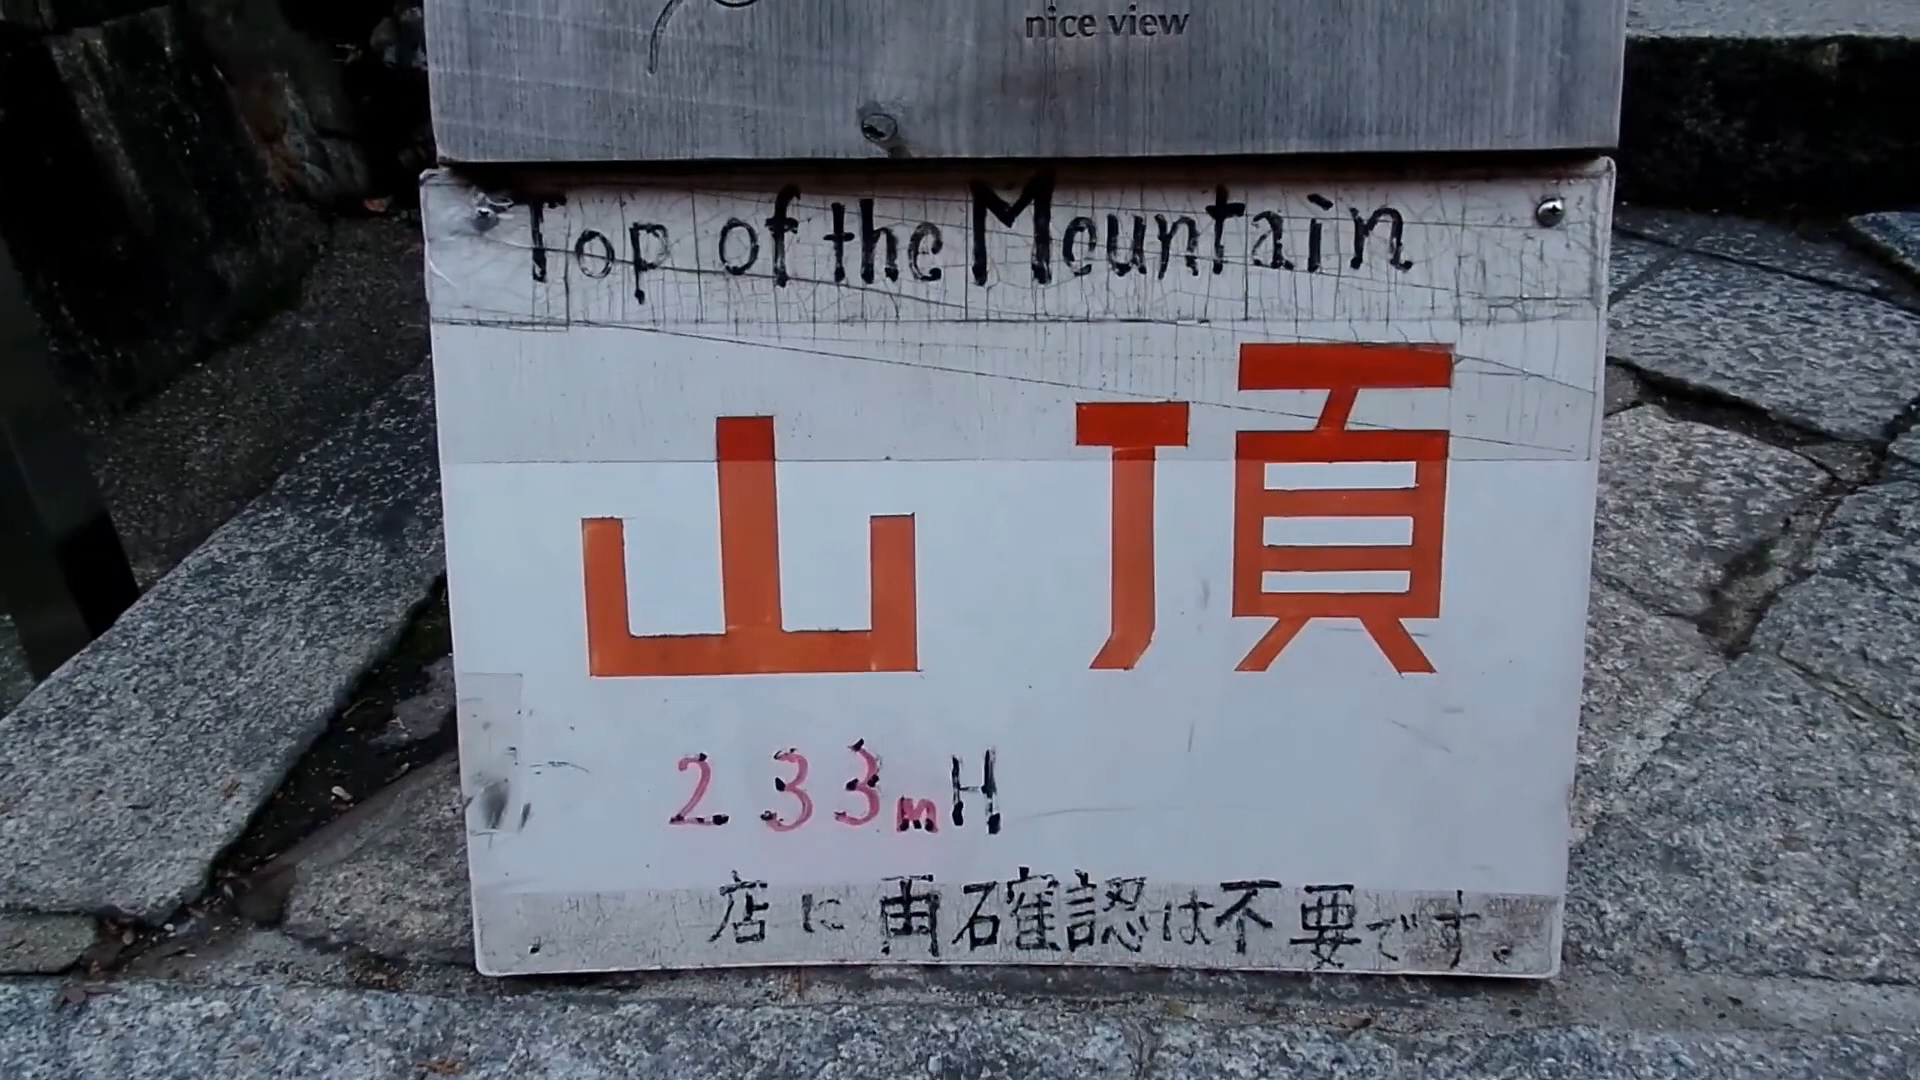 nice view
Top of the Mountain
山頂
233mH
店に再確認は不要です。